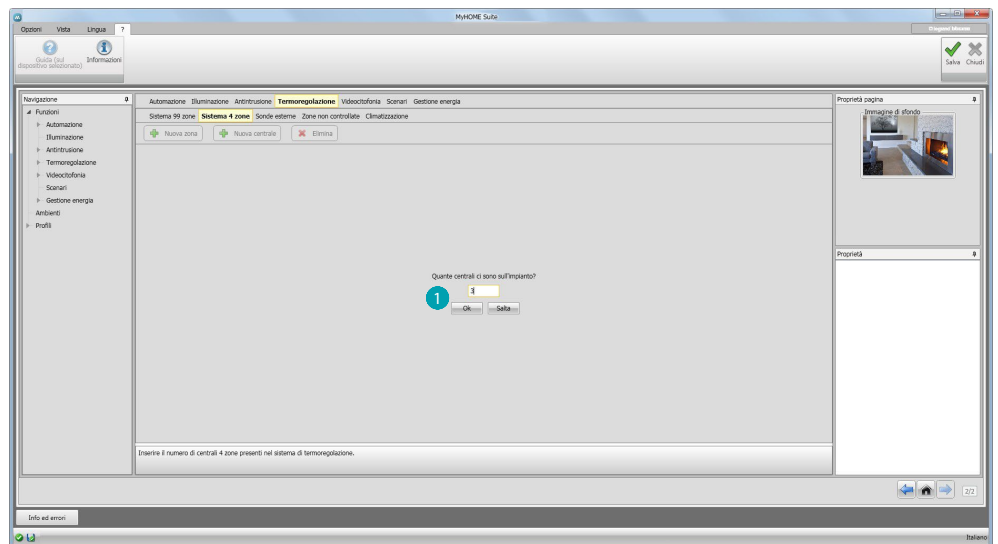 MyHOME Suite
Opzioni Vista Lingua ?
Guida (sul dispositivo selezionato)
Informazioni
Salva Chiudi
Navigazione
Funzioni
Automazione
Illuminazione
Antintrusione
Termoregolazione
Videocitofonia
Scenari
Gestione energia
Ambienti
Profili
Automazione Illuminazione Antintrusione Termoregolazione Videocitofonia Scenari Gestione energia
Sistema 99 zone Sistema 4 zone Sonde esterne Zone non controllate Climatizzazione
Nuova zona Nuova centrale Elimina
Quante centrali ci sono sull'impianto?
3
1
Ok Salta
Inserire il numero di centrali 4 zone presenti nel sistema di termoregolazione.
Proprietà pagina
Immagine di sfondo
Proprietà
2/2
Info ed errori
Italiano